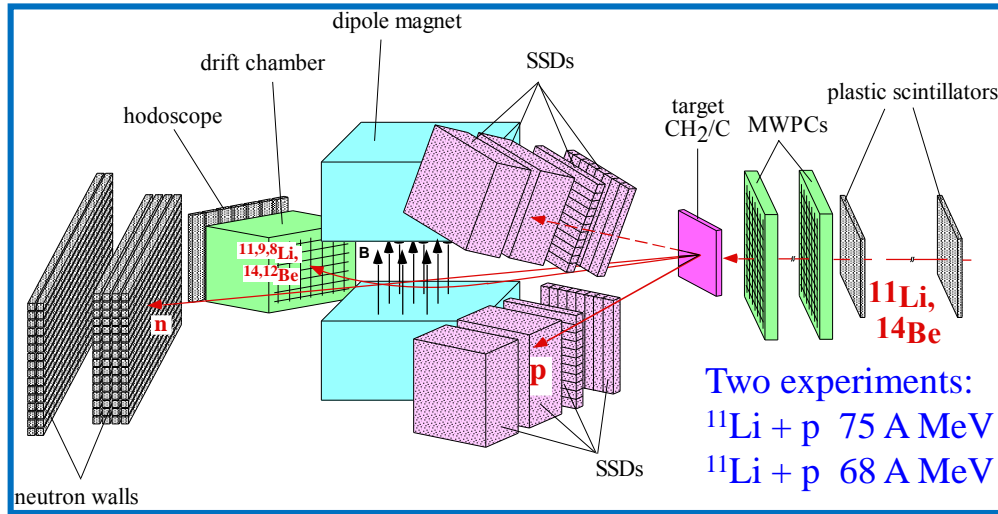 dipole magnet
drift chamber
hodoscope
SSDs
target
CH2/C
MWPCs
plastic scintillators
11,9,8Li,
14,12Be
B
n
p
11Li,
14Be
Two experiments:
11Li + p 75 A MeV
11Li + p 68 A MeV
SSDs
neutron walls